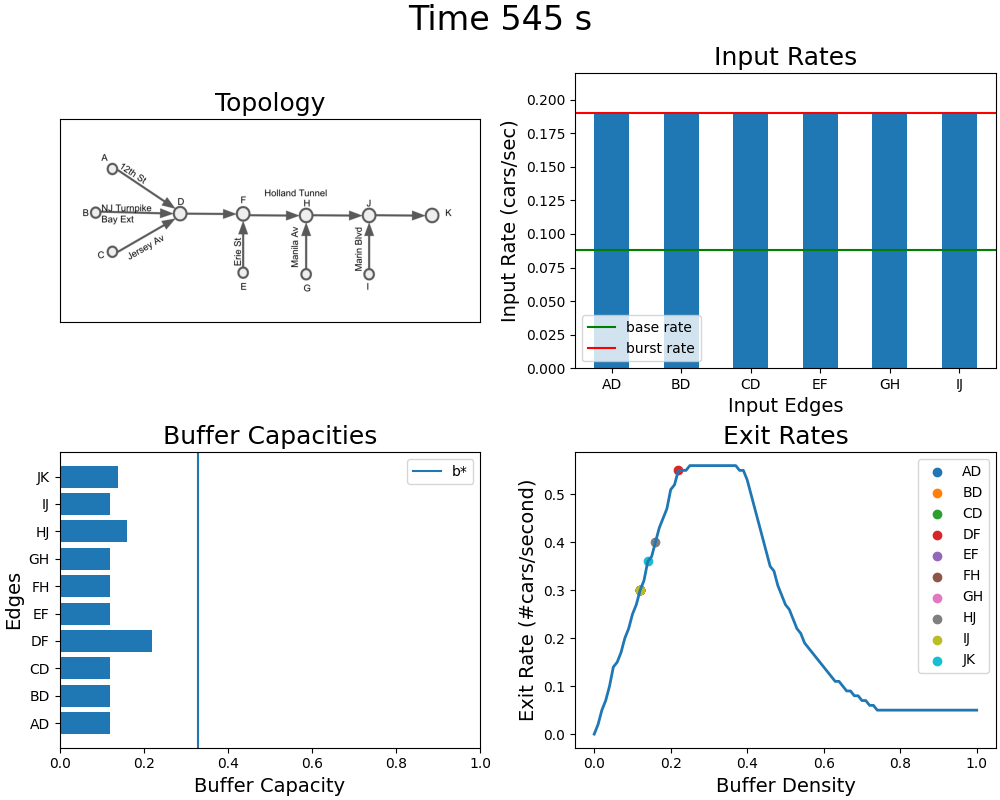 Time 545 s
Topology
A
12th St
B
NJ Turnpike
Bay Ext
C
Jersey Av
D
F
Holland Tunnel
H
J
K
Erie St
Manila Av
Marin Blvd
E
G
I
Input Rates
Input Rate (cars/sec)
0.200
0.175
0.150
0.125
0.100
0.075
0.050
0.025
0.000
base rate
burst rate
AD BD CD EF GH IJ
Input Edges
Buffer Capacities
Edges
JK
IJ
HJ
GH
FH
EF
DF
CD
BD
AD
b*
0.0 0.2 0.4 0.6 0.8 1.0
Buffer Capacity
Exit Rates
Exit Rate (#cars/second)
0.5
0.4
0.3
0.2
0.1
0.0
AD
BD
CD
DF
EF
FH
GH
HJ
IJ
JK
0.0 0.2 0.4 0.6 0.8 1.0
Buffer Density